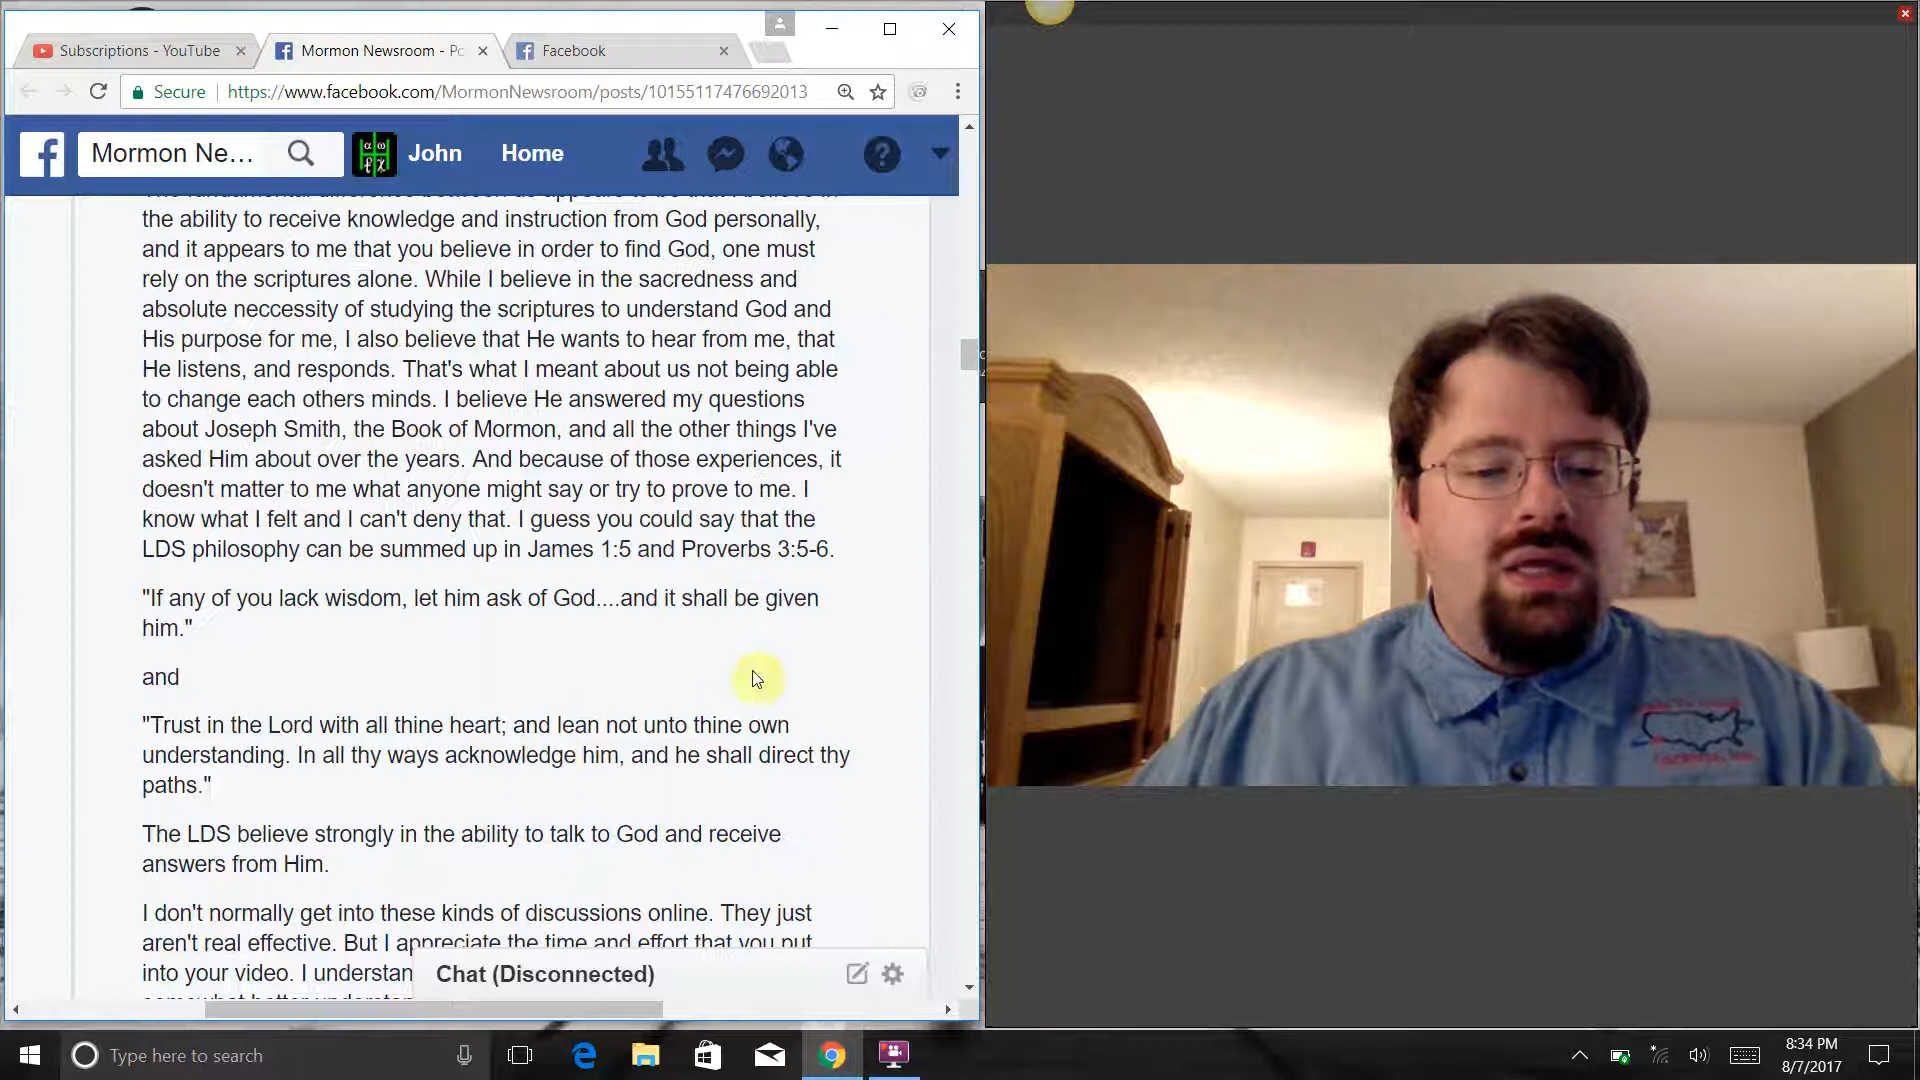 Subscriptions - YouTube
Mormon Newsroom - Po
Facebook
Secure
https://www.facebook.com/MormonNewsroom/posts/10155117476692013
Mormon Ne...
John
Home
the ability to receive knowledge and instruction from God personally,
and it appears to me that you believe in order to find God, one must
rely on the scriptures alone. While I believe in the sacredness and
absolute neccessity of studying the scriptures to understand God and
His purpose for me, I also believe that He wants to hear from me, that
He listens, and responds. That's what I meant about us not being able
to change each others minds. I believe He answered my questions
about Joseph Smith, the Book of Mormon, and all the other things I've
asked Him about over the years. And because of those experiences, it
doesn't matter to me what anyone might say or try to prove to me. I
know what I felt and I can't deny that. I guess you could say that the
LDS philosophy can be summed up in James 1:5 and Proverbs 3:5-6.
"If any of you lack wisdom, let him ask of God....and it shall be given
him."
and
"Trust in the Lord with all thine heart; and lean not unto thine own
understanding. In all thy ways acknowledge him, and he shall direct thy
paths."
The LDS believe strongly in the ability to talk to God and receive
answers from Him.
I don't normally get into these kinds of discussions online. They just
aren't real effective. But I appreciate the time and effort that you put
into your video. I understan
Chat (Disconnected)
Type here to search
8:34 PM
8/7/2017